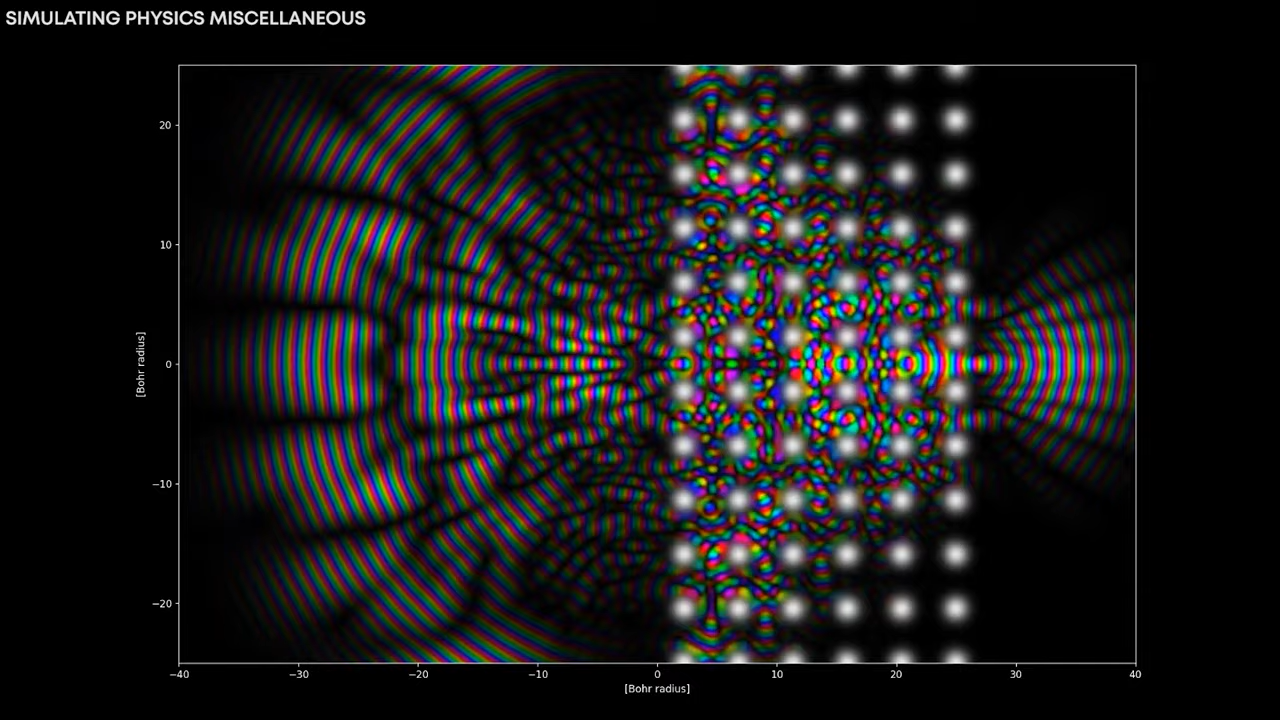 SIMULATING PHYSICS MISCELLANEOUS
20
10
0
−10
−20
[Bohr radius]
−40 −30 −20 −10 0 10 20 30 40
[Bohr radius]